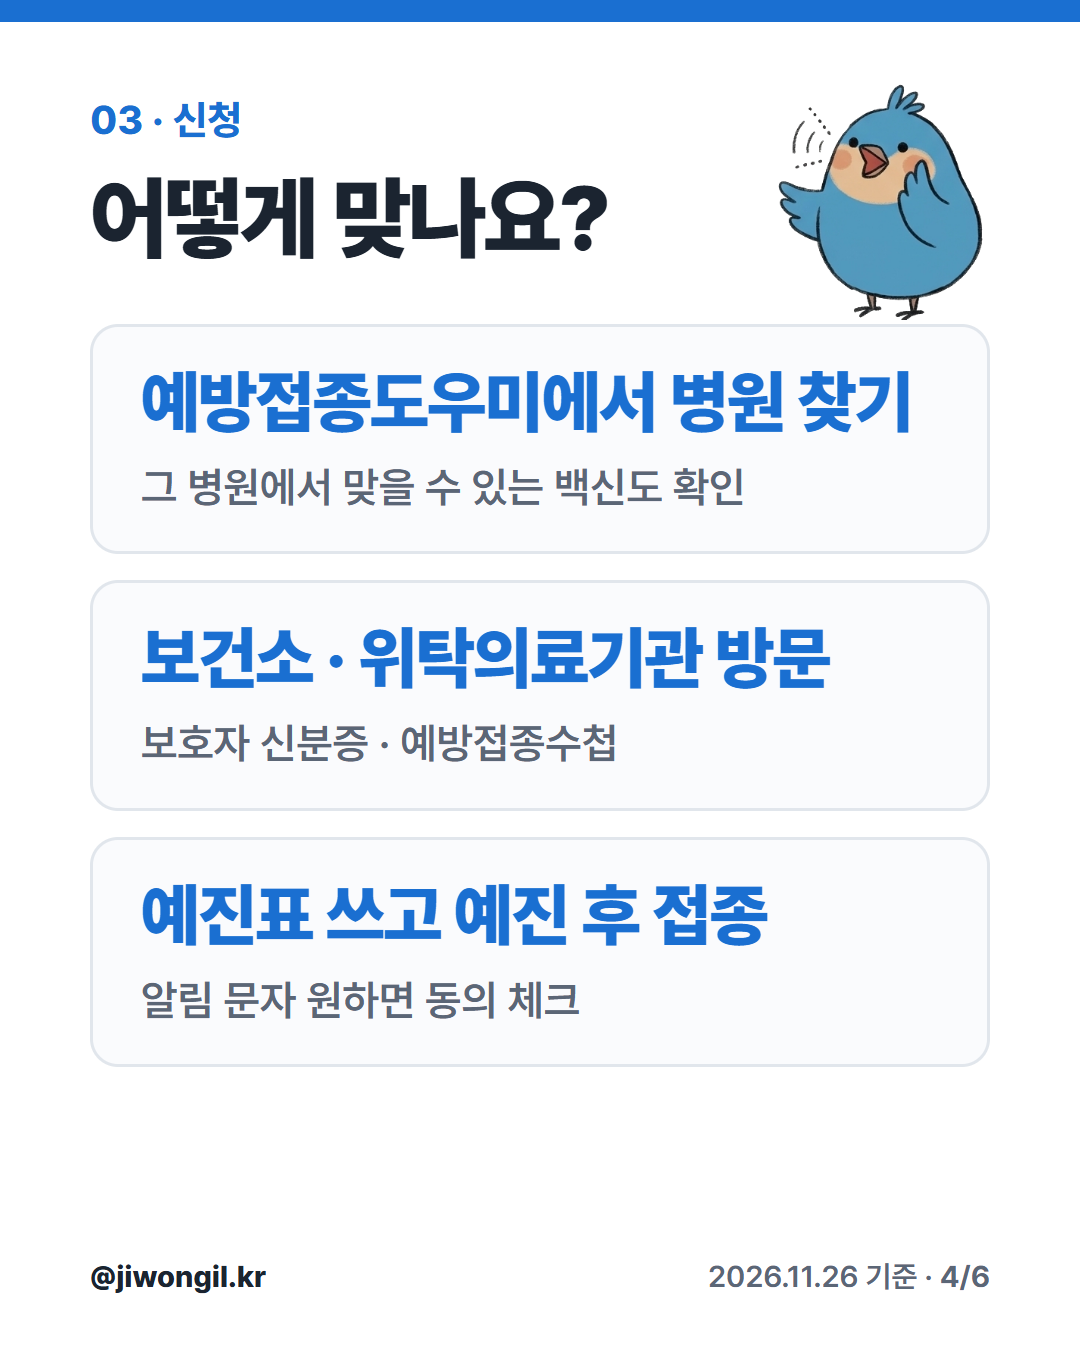 03 · 신청
어떻게 맞나요?
예방접종도우미에서 병원 찾기
그 병원에서 맞을 수 있는 백신도 확인
보건소 · 위탁의료기관 방문
보호자 신분증 · 예방접종수첩
예진표 쓰고 예진 후 접종
알림 문자 원하면 동의 체크
@jiwongil.kr
2026.11.26 기준 · 4/6